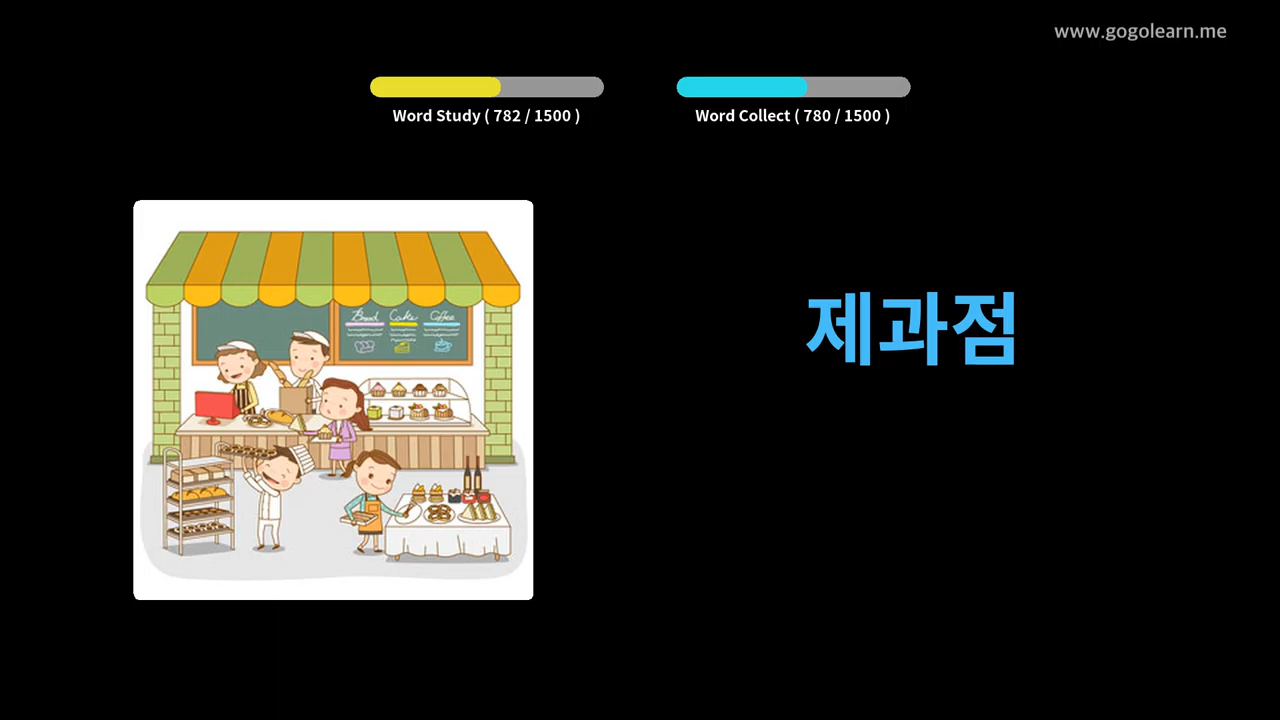 www.gogolearn.me
Word Study ( 782 / 1500 )
Word Collect ( 780 / 1500 )
Bread Cake Coffee
제과점